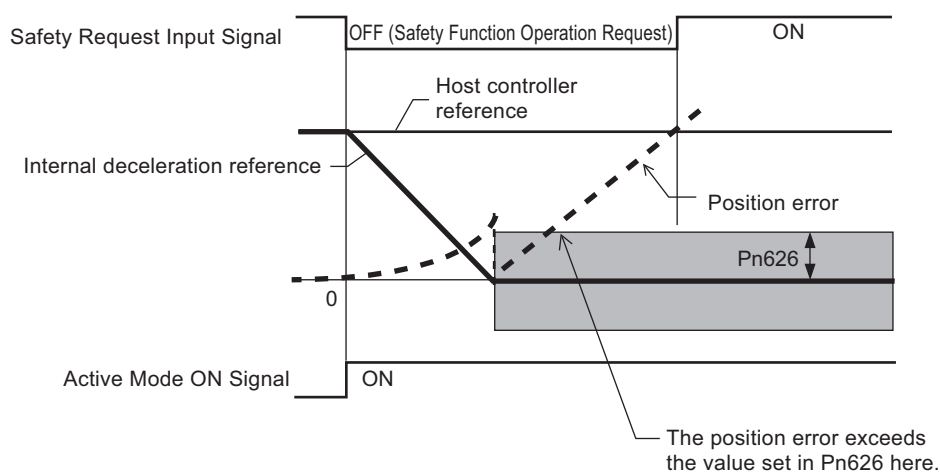 Safety Request Input Signal
OFF (Safety Function Operation Request)
ON
Host controller
reference
Internal deceleration reference
Position error
Pn626
0
Active Mode ON Signal
ON
The position error exceeds
the value set in Pn626 here.